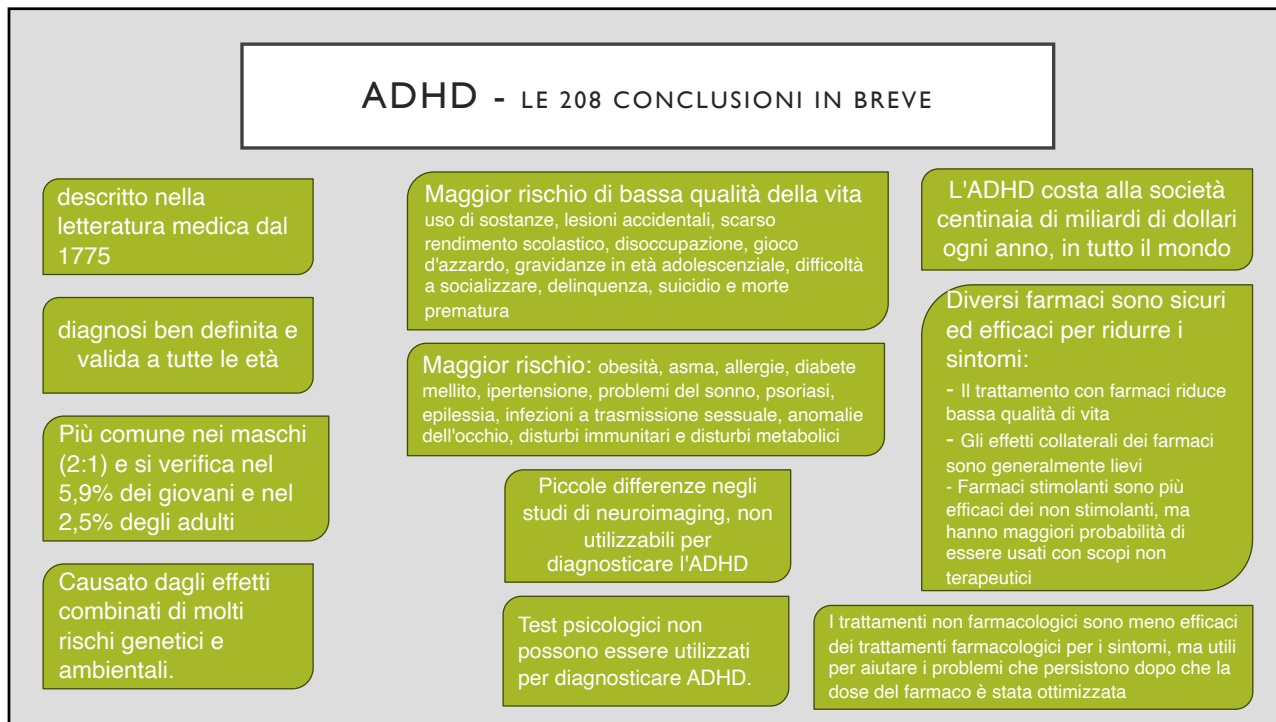 ADHD - LE 208 CONCLUSIONI IN BREVE
descritto nella
letteratura medica dal
1775
diagnosi ben definita e
valida a tutte le età
Più comune nei maschi
(2:1) e si verifica nel
5,9% dei giovani e nel
2,5% degli adulti
Causato dagli effetti
combinati di molti
rischi genetici e
ambientali.
Maggior rischio di bassa qualità della vita
uso di sostanze, lesioni accidentali, scarso
rendimento scolastico, disoccupazione, gioco
d'azzardo, gravidanze in età adolescenziale, difficoltà
a socializzare, delinquenza, suicidio e morte
prematura
Maggior rischio: obesità, asma, allergie, diabete
mellito, ipertensione, problemi del sonno, psoriasi,
epilessia, infezioni a trasmissione sessuale, anomalie
dell'occhio, disturbi immunitari e disturbi metabolici
Piccole differenze negli
studi di neuroimaging, non
utilizzabili per
diagnosticare l'ADHD
Test psicologici non
possono essere utilizzati
per diagnosticare ADHD.
L'ADHD costa alla società
centinaia di miliardi di dollari
ogni anno, in tutto il mondo
Diversi farmaci sono sicuri
ed efficaci per ridurre i
sintomi:
- Il trattamento con farmaci riduce
bassa qualità di vita
- Gli effetti collaterali dei farmaci
sono generalmente lievi
- Farmaci stimolanti sono più
efficaci dei non stimolanti, ma
hanno maggiori probabilità di
essere usati con scopi non
terapeutici
I trattamenti non farmacologici sono meno efficaci
dei trattamenti farmacologici per i sintomi, ma utili
per aiutare i problemi che persistono dopo che la
dose del farmaco è stata ottimizzata